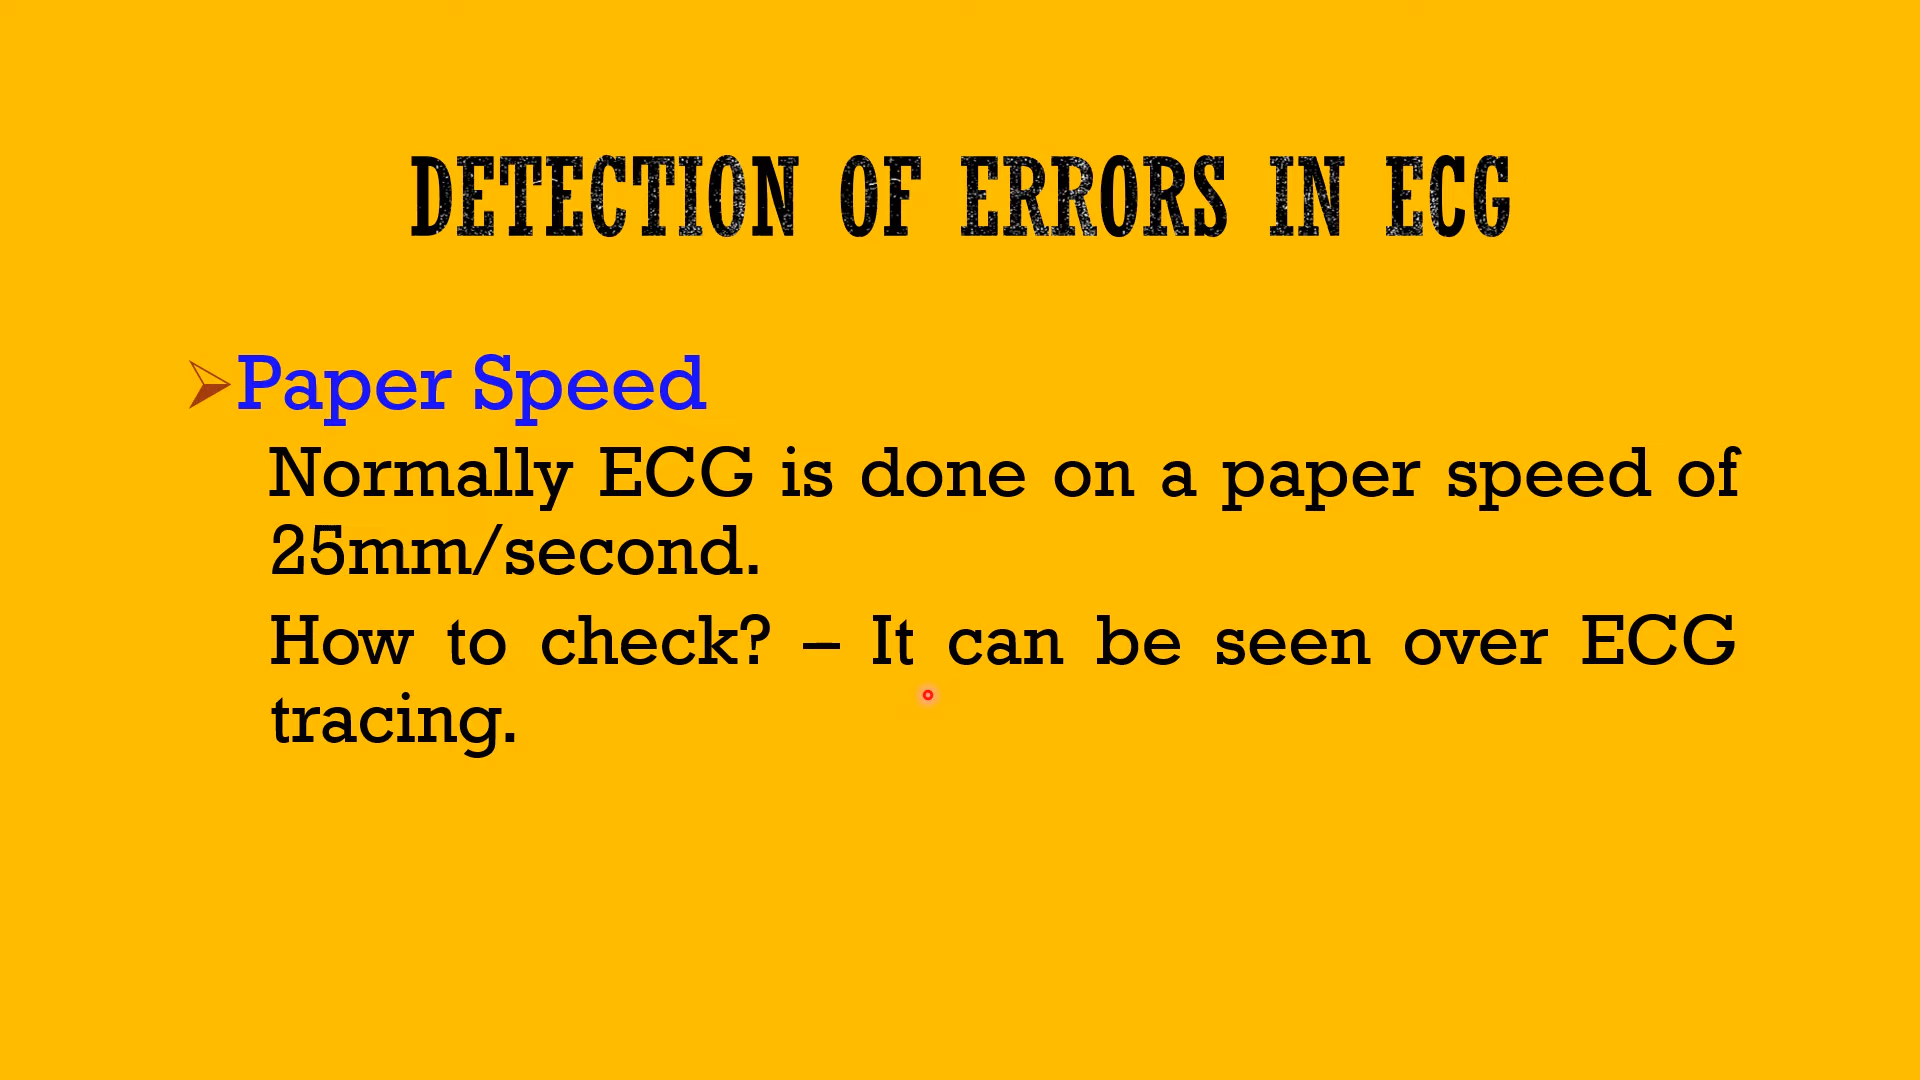 DETECTION OF ERRORS IN ECG
Paper Speed
Normally ECG is done on a paper speed of
25mm/second.
How to check? – It can be seen over ECG
tracing.